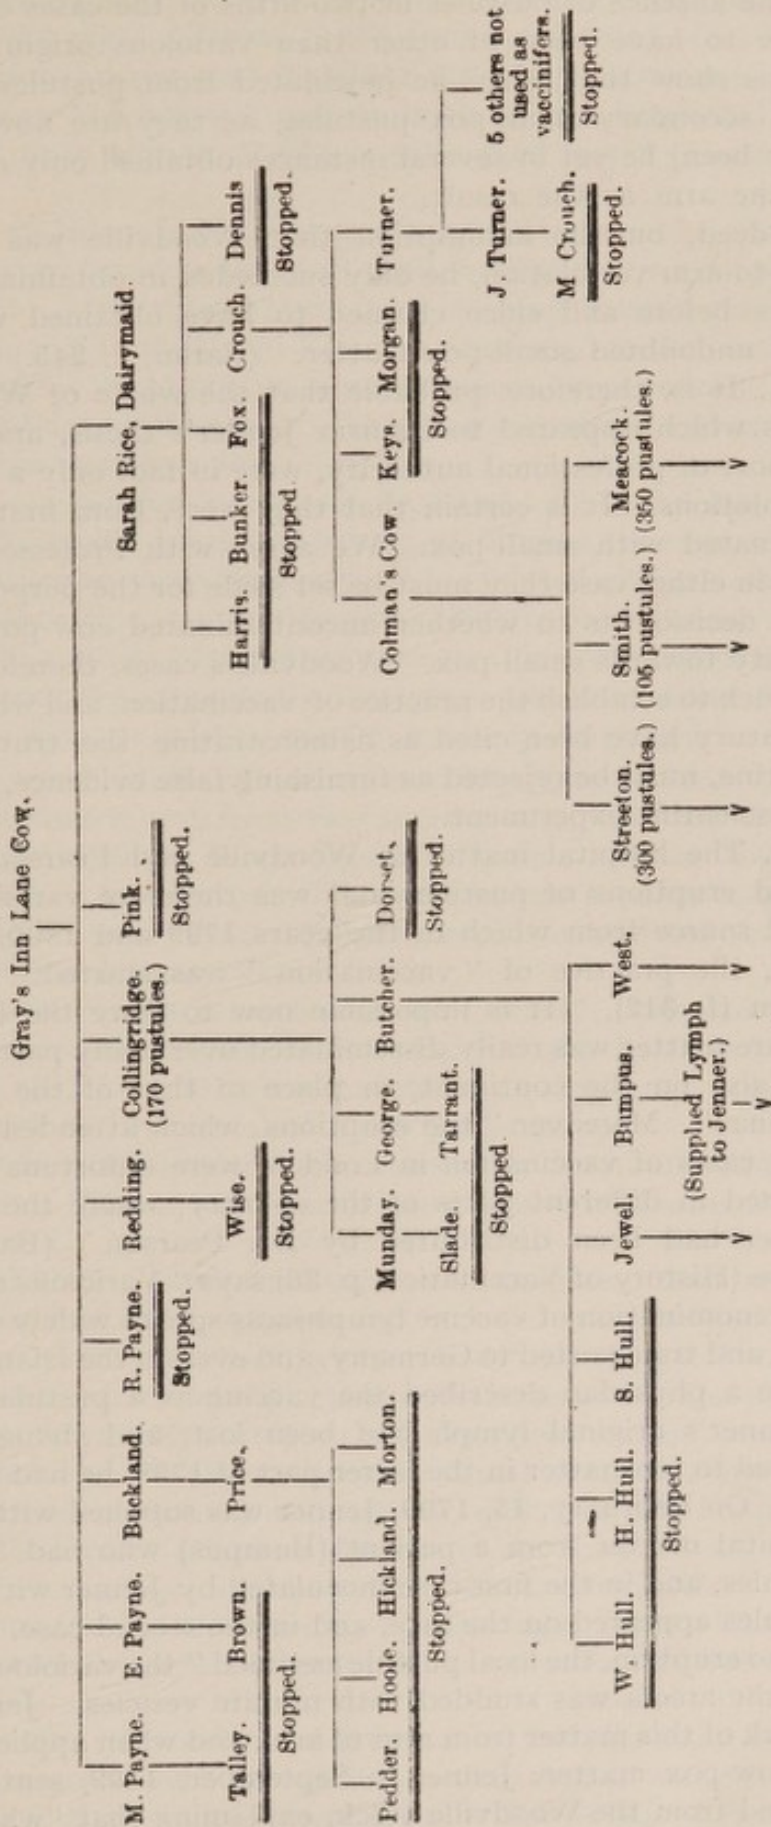 Gray's Inn Lane Cow.
M. Payne. E. Payne. Buckland. R. Payne. Redding. Collingridge. Pink. Sarah Rice, Dairymaid.
(170 pustules.)
Stopped. Stopped.
Talley. Brown. Price. Wise. Harris. Bunker. Fox. Crouch. Dennis
Stopped. Stopped. Stopped Stopped.
Pedder. Hoole. Hickland. Morton. Munday. George. Butcher. Dorset. Colman's Cow Keys. Morgan. Turner.
Stopped. Stopped. Stopped.
Slade. Tarrant.
Stopped
J. Turner. 5 others not
used as
vaccinifers.
M. Crouch. Stopped.
Stopped.
W. Hull. H. Hull. S. Hull. Jewel. Bumpus. West. Streeton. Smith. Meacock.
(300 pustules.) (105 pustules.) (350 pustules.)
Stopped.
(Supplied Lymph
to Jenner.)